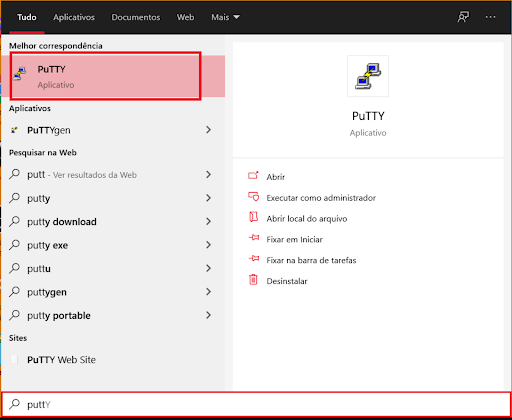 Tudo Aplicativos Documentos Web Mais
Melhor correspondência
PuTTY
Aplicativo
Aplicativos
PuTTYgen
Pesquisar na Web
putt - Ver resultados da Web
putty
putty download
putty exe
puttu
puttygen
putty portable
Sites
PuTTY Web Site
PuTTY
Aplicativo
Abrir
Executar como administrador
Abrir local do arquivo
Fixar em Iniciar
Fixar na barra de tarefas
Desinstalar
puttY